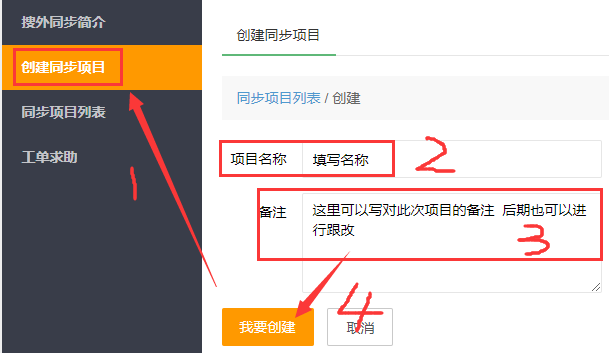 搜外同步简介
创建同步项目
同步项目列表
工单求助
1
创建同步项目
同步项目列表 / 创建
项目名称 填写名称
2
备注 这里可以写对此次项目的备注 后期也可以进
行跟改
3
我要创建
4
取消